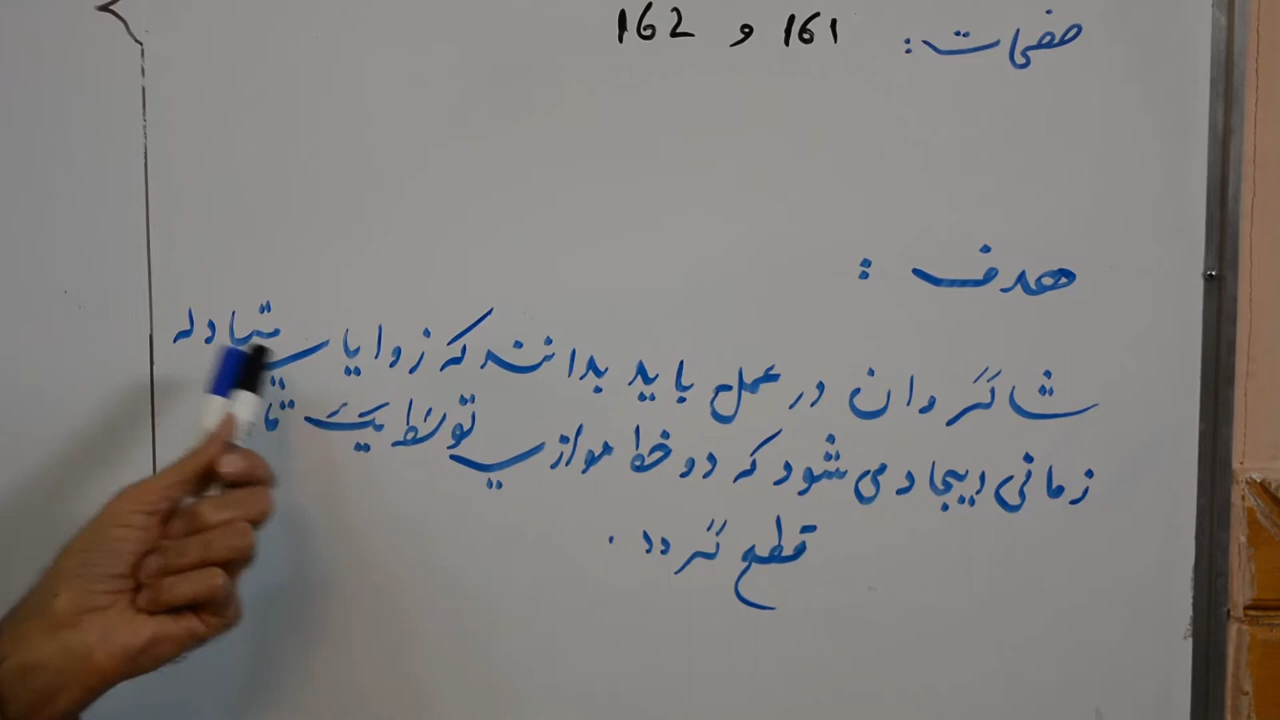 صفحات: 161 و 162
هدف :
شاگردان در عمل باید بدانند که زوایای متبادله
زمانی ایجاد می شود که دو خط موازی توسط یک
قطع گردد.